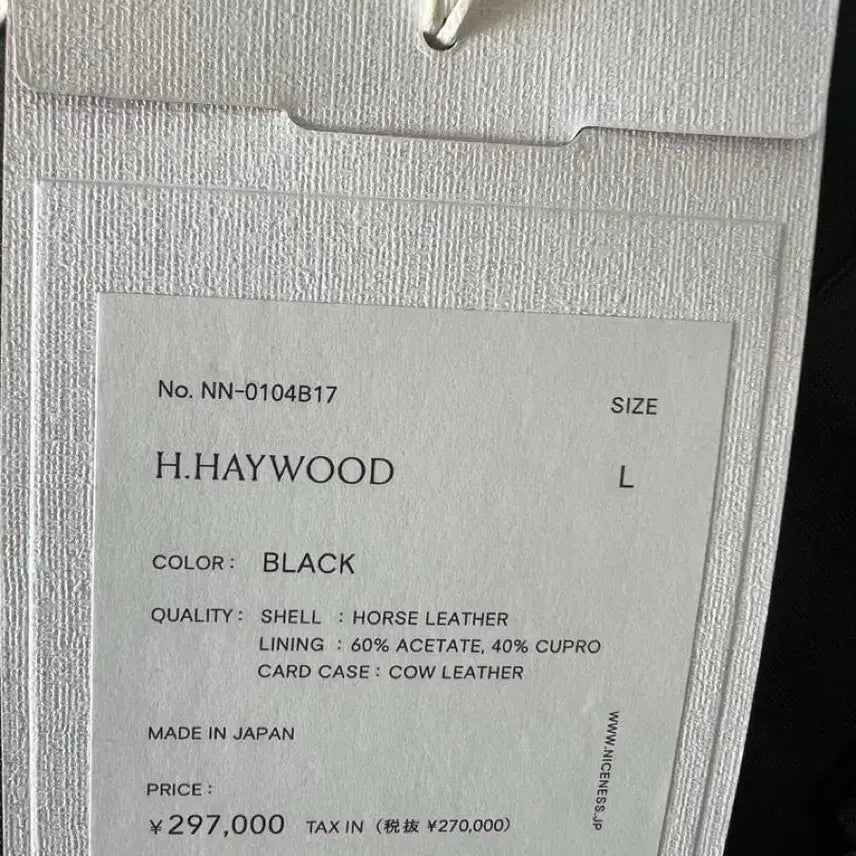 No. NN-0104B17
SIZE
H.HAYWOOD
L
COLOR: BLACK
QUALITY: SHELL : HORSE LEATHER
LINING : 60% ACETATE, 40% CUPRO
CARD CASE : COW LEATHER
MADE IN JAPAN
PRICE :
¥297,000 TAX IN (税抜 ¥270,000)
WWW.NICENESS.JP